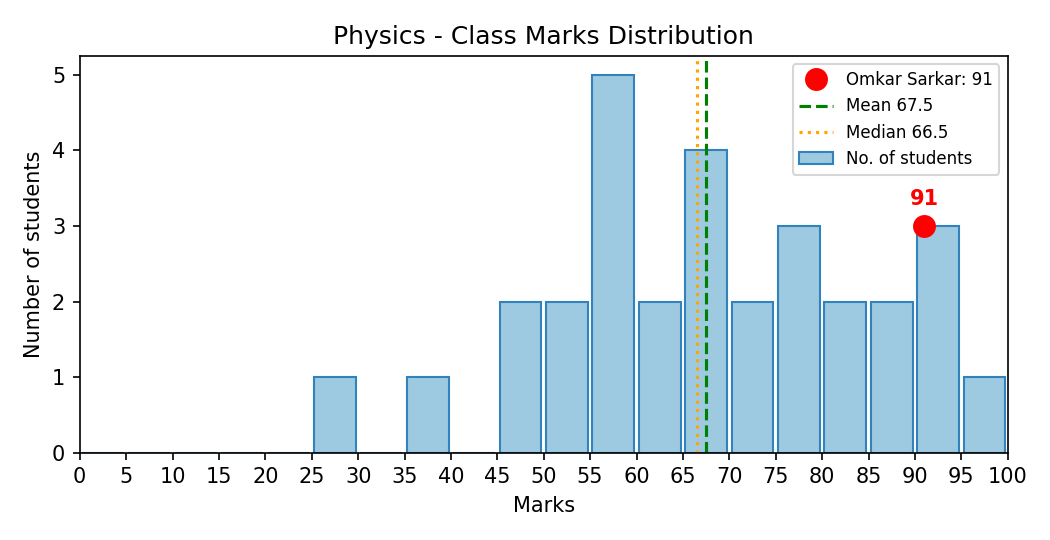 Physics - Class Marks Distribution
Omkar Sarkar: 91
Mean 67.5
Median 66.5
No. of students
91
Number of students
5
4
3
2
1
0
0 5 10 15 20 25 30 35 40 45 50 55 60 65 70 75 80 85 90 95 100
Marks